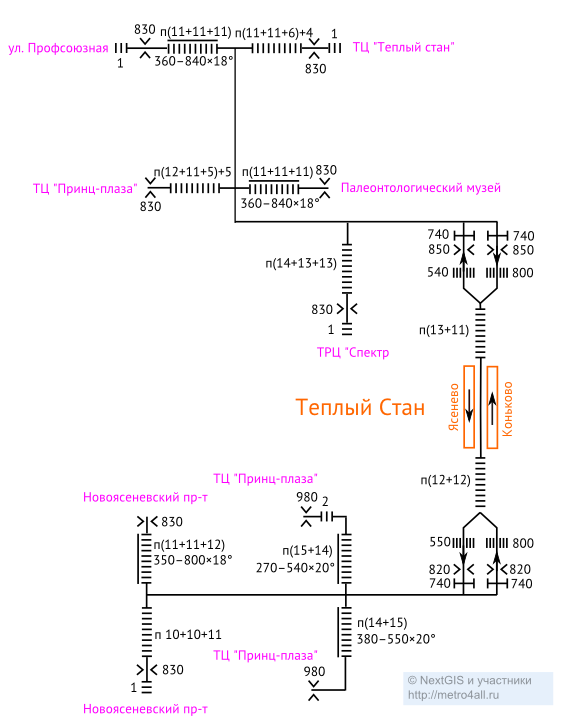 830 п(11+11+11) п(11+11+6)+4 1
ул. Профсоюзная ТЦ "Теплый стан"
1 360–840×18° 830
п(12+11+5)+5 п(11+11+11) 830
ТЦ "Принц-плаза" Палеонтологический музей
830 360–840×18°
740 740
850 850
п(14+13+13) 540 800
830
1 п(13+11)
ТРЦ "Спектр
Теплый Стан Ясенево Коньково
ТЦ "Принц-плаза" п(12+12)
Новоясеневский пр-т 980 2
830
п(11+11+12) п(15+14) 550 800
350–800×18° 270–540×20° 820 820
740 740
п 10+10+11 п(14+15)
380–550×20°
ТЦ "Принц-плаза"
830 980
1
Новоясеневский пр-т
© NextGIS и участники
http://metro4all.ru